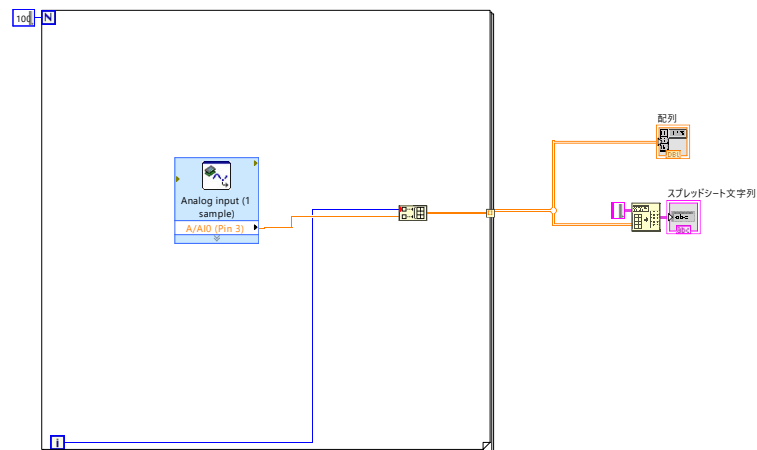 100
N
配列
Analog input (1
sample)
A/AI0 (Pin 3)
スプレッドシート文字列
abc
i